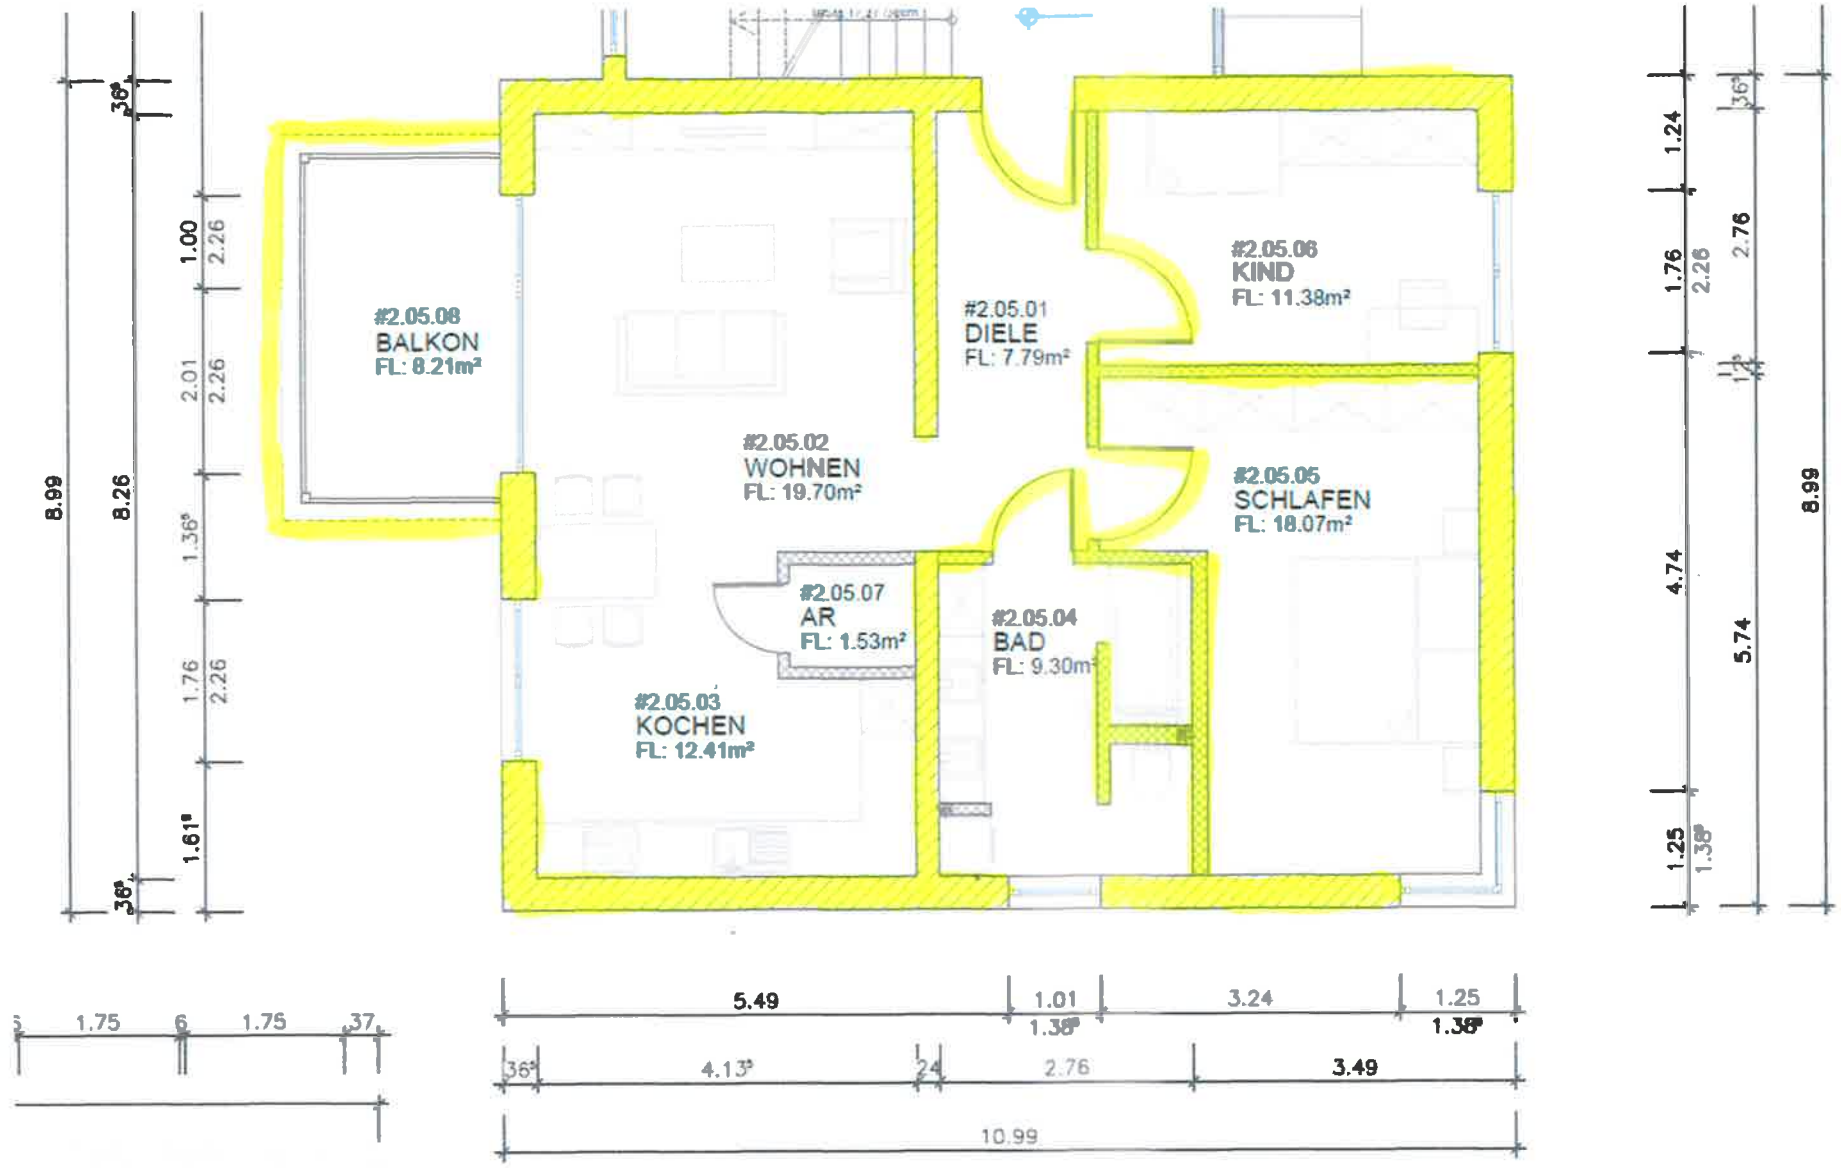 36⁵
8.99
8.26
36⁵
1.00
2.26
2.01
2.26
1.36⁵
1.76
2.26
1.61⁵
#2.05.08
BALKON
FL: 8.21m²
#2.05.02
WOHNEN
FL: 19.70m²
#2.05.01
DIELE
FL: 7.79m²
#2.05.06
KIND
FL: 11.38m²
#2.05.05
SCHLAFEN
FL: 18.07m²
#2.05.07
AR
FL: 1.53m²
#2.05.04
BAD
FL: 9.30m²
#2.05.03
KOCHEN
FL: 12.41m²
1.24
1.76
2.26
4.74
1.25
1.38⁵
36⁵
2.76
12⁵
5.74
8.99
5.49
1.01
1.38⁵
3.24
1.25
1.38⁵
1.75
6
1.75
37
36⁵
4.13⁵
24
2.76
3.49
10.99